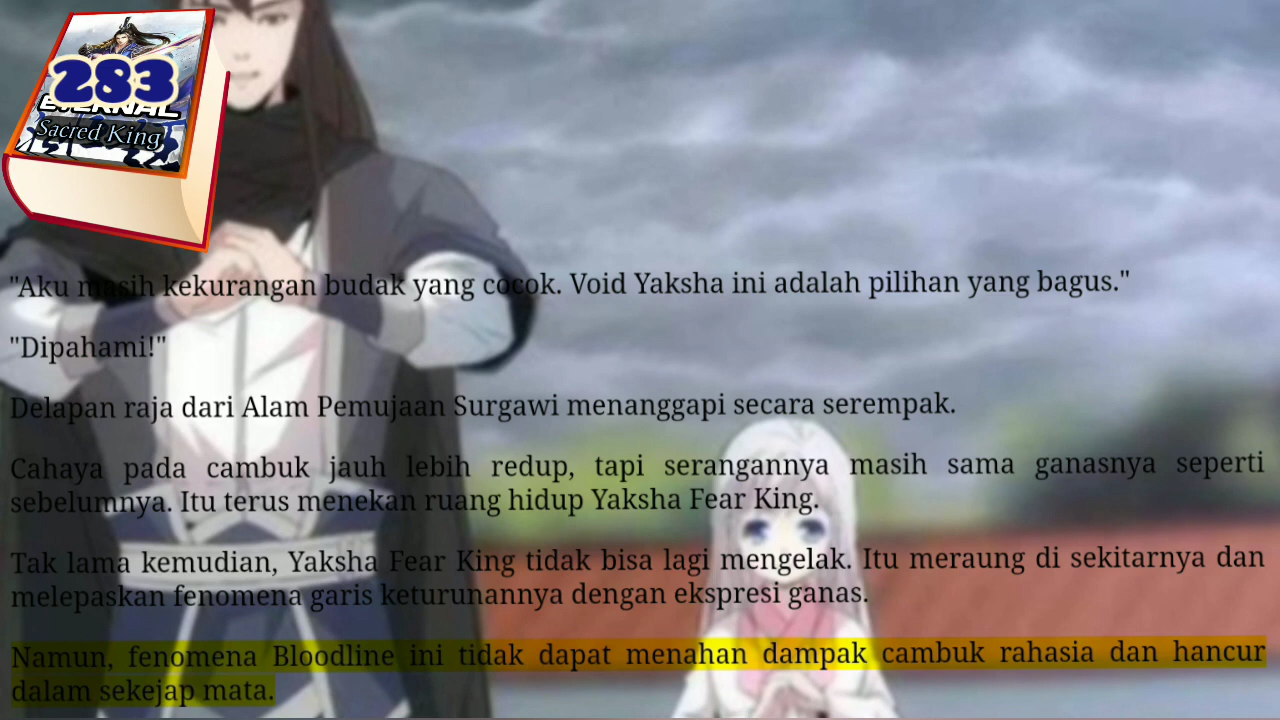 283
ETERNAL
Sacred King
"Aku masih kekurangan budak yang cocok. Void Yaksha ini adalah pilihan yang bagus."
"Dipahami!"
Delapan raja dari Alam Pemujaan Surgawi menanggapi secara serempak.
Cahaya pada cambuk jauh lebih redup, tapi serangannya masih sama ganasnya seperti
sebelumnya. Itu terus menekan ruang hidup Yaksha Fear King.
Tak lama kemudian, Yaksha Fear King tidak bisa lagi mengelak. Itu meraung di sekitarnya dan
melepaskan fenomena garis keturunannya dengan ekspresi ganas.
Namun, fenomena Bloodline ini tidak dapat menahan dampak cambuk rahasia dan hancur
dalam sekejap mata.